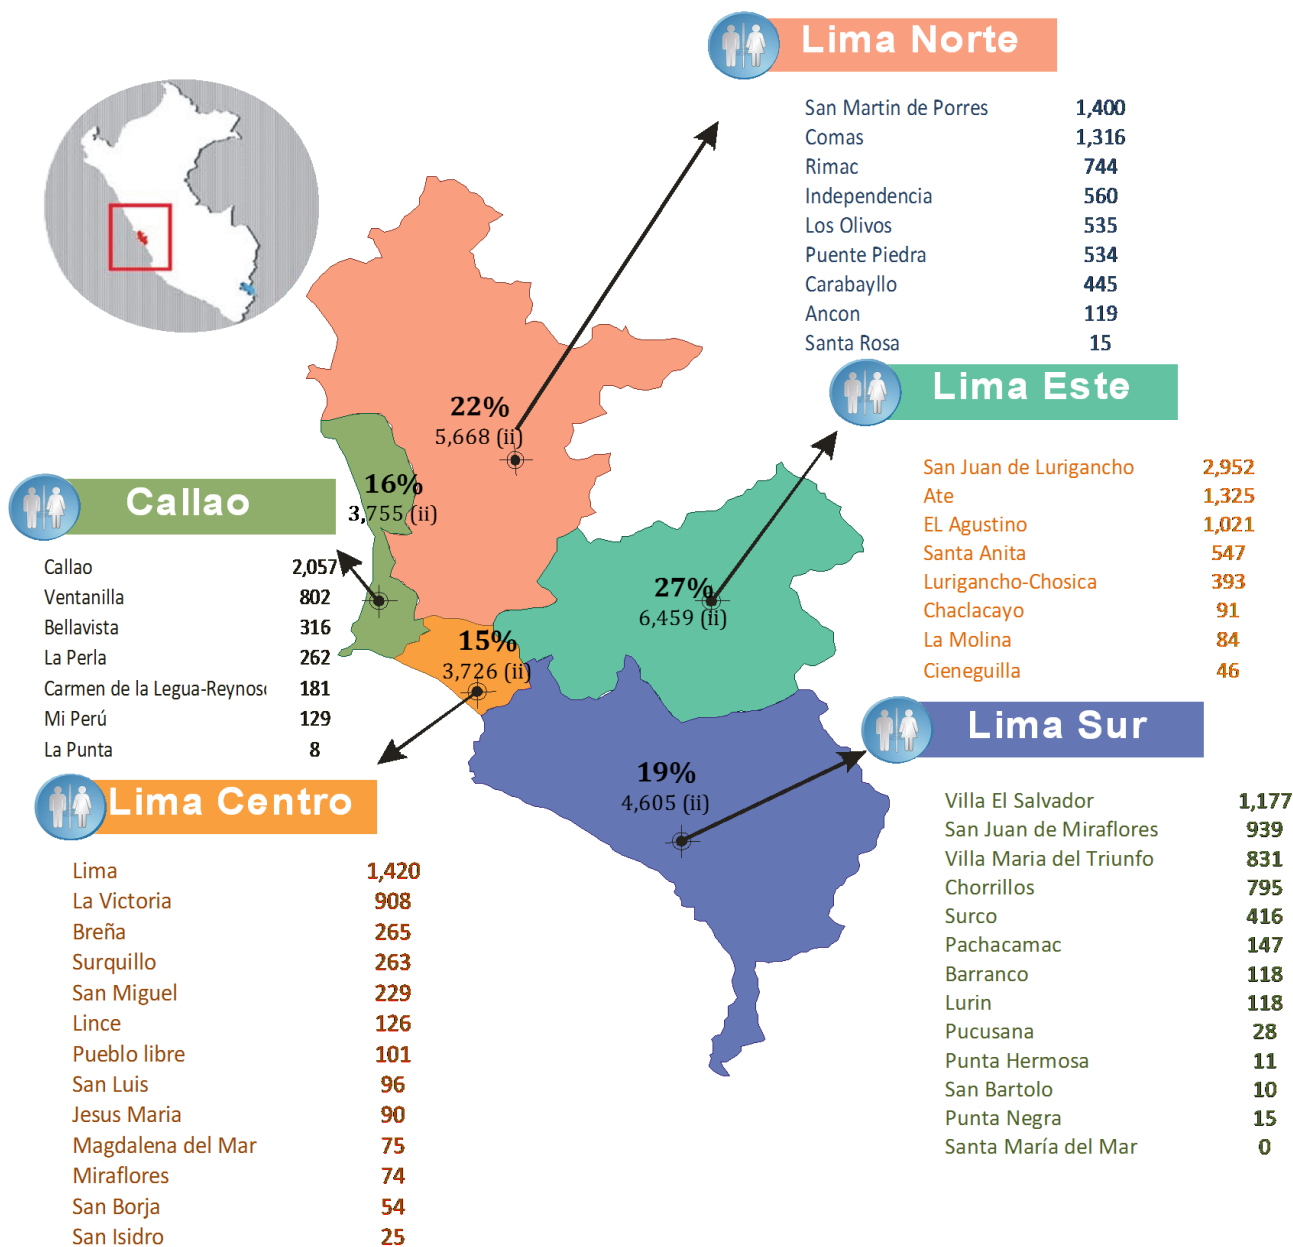 Lima Norte
San Martin de Porres 1,400
Comas 1,316
Rimac 744
Independencia 560
Los Olivos 535
Puente Piedra 534
Carabayllo 445
Ancon 119
Santa Rosa 15
22%
5,668 (ii)
Lima Este
San Juan de Lurigancho 2,952
Ate 1,325
EL Agustino 1,021
Santa Anita 547
Lurigancho-Chosica 393
Chaclacayo 91
La Molina 84
Cieneguilla 46
16%
3,755 (ii)
27%
6,459 (ii)
Callao
Callao 2,057
Ventanilla 802
Bellavista 316
La Perla 262
Carmen de la Legua-Reynoso 181
Mi Perú 129
La Punta 8
15%
3,726 (ii)
19%
4,605 (ii)
Lima Sur
Villa El Salvador 1,177
San Juan de Miraflores 939
Villa Maria del Triunfo 831
Chorrillos 795
Surco 416
Pachacamac 147
Barranco 118
Lurin 118
Pucusana 28
Punta Hermosa 11
San Bartolo 10
Punta Negra 15
Santa María del Mar 0
Lima Centro
Lima 1,420
La Victoria 908
Breña 265
Surquillo 263
San Miguel 229
Lince 126
Pueblo libre 101
San Luis 96
Jesus Maria 90
Magdalena del Mar 75
Miraflores 74
San Borja 54
San Isidro 25